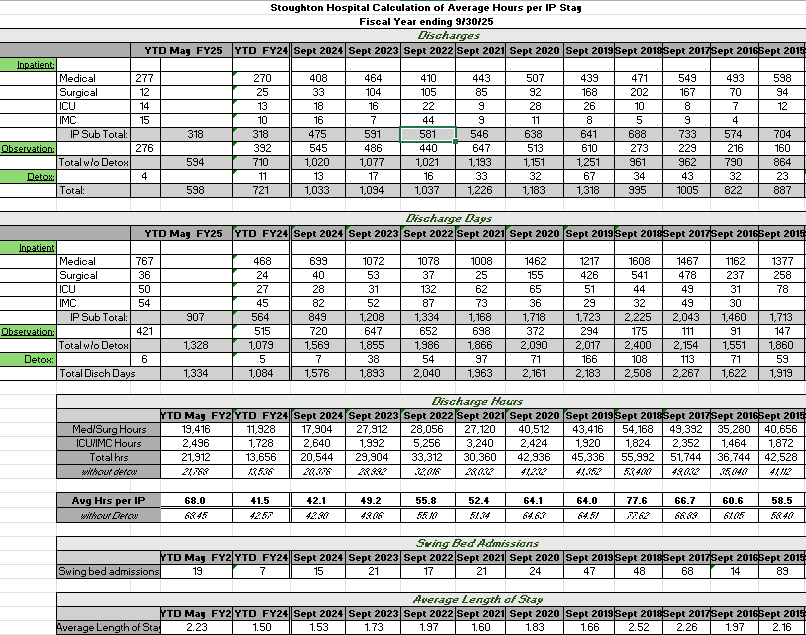 Stoughton Hospital Calculation of Average Hours per IP Stay
Fiscal Year ending 9/30/25
Discharges
YTD May FY25 YTD FY24 Sept 2024 Sept 2023 Sept 2022 Sept 2021 Sept 2020 Sept 2019 Sept 2018 Sept 2017 Sept 2016 Sept 2015
Inpatient:
Medical 277 270 408 464 410 443 507 439 471 549 493 598
Surgical 12 25 33 104 105 85 92 168 202 167 70 94
ICU 14 13 18 16 22 9 28 26 10 8 7 12
IMC 15 10 16 7 44 9 11 8 5 9 4
IP Sub Total: 318 318 475 591 581 546 638 641 688 733 574 704
Observation: 276 392 545 486 440 647 513 610 273 229 216 160
Total w/o Detox 594 710 1,020 1,077 1,021 1,193 1,151 1,251 961 962 790 864
Detox: 4 11 13 17 16 33 32 67 34 43 32 23
Total: 598 721 1,033 1,094 1,037 1,226 1,183 1,318 995 1005 822 887
Discharge Days
YTD May FY25 YTD FY24 Sept 2024 Sept 2023 Sept 2022 Sept 2021 Sept 2020 Sept 2019 Sept 2018 Sept 2017 Sept 2016 Sept 2015
Inpatient
Medical 767 468 699 1072 1078 1008 1462 1217 1608 1467 1162 1377
Surgical 36 24 40 53 37 25 155 426 541 478 237 258
ICU 50 27 28 31 132 62 65 51 44 49 31 78
IMC 54 45 82 52 87 73 36 29 32 49 30
IP Sub Total: 907 564 849 1,208 1,334 1,168 1,718 1,723 2,225 2,043 1,460 1,713
Observation: 421 515 720 647 652 698 372 294 175 111 91 147
Total w/o Detox 1,328 1,079 1,569 1,855 1,986 1,866 2,090 2,017 2,400 2,154 1,551 1,860
Detox: 6 5 7 38 54 97 71 166 108 113 71 59
Total Disch Days 1,334 1,084 1,576 1,893 2,040 1,963 2,161 2,183 2,508 2,267 1,622 1,919
Discharge Hours
YTD May FY2 YTD FY24 Sept 2024 Sept 2023 Sept 2022 Sept 2021 Sept 2020 Sept 2019 Sept 2018 Sept 2017 Sept 2016 Sept 2015
Med/Surg Hours 19,416 11,928 17,904 27,912 28,056 27,120 40,512 43,416 54,168 49,392 35,280 40,656
ICU/IMC Hours 2,496 1,728 2,640 1,992 5,256 3,240 2,424 1,920 1,824 2,352 1,464 1,872
Total hrs 21,912 13,656 20,544 29,904 33,312 30,360 42,936 45,336 55,992 51,744 36,744 42,528
without detox 21,768 13,536 20,376 28,992 32,016 28,032 41,232 41,352 53,400 49,032 35,040 41,112
Avg Hrs per IP 68.0 41.5 42.1 49.2 55.8 52.4 64.1 64.0 77.6 66.7 60.6 58.5
without Detox 68.45 42.57 42.90 49.06 55.10 51.34 64.63 64.51 77.62 66.89 61.05 58.40
Swing Bed Admissions
YTD May FY2 YTD FY24 Sept 2024 Sept 2023 Sept 2022 Sept 2021 Sept 2020 Sept 2019 Sept 2018 Sept 2017 Sept 2016 Sept 2015
Swing bed admissions 19 7 15 21 17 21 24 47 48 68 14 89
Average Length of Stay
YTD May FY2 YTD FY24 Sept 2024 Sept 2023 Sept 2022 Sept 2021 Sept 2020 Sept 2019 Sept 2018 Sept 2017 Sept 2016 Sept 2015
Average Length of Stay 2.23 1.50 1.53 1.73 1.97 1.60 1.83 1.66 2.52 2.26 1.97 2.16